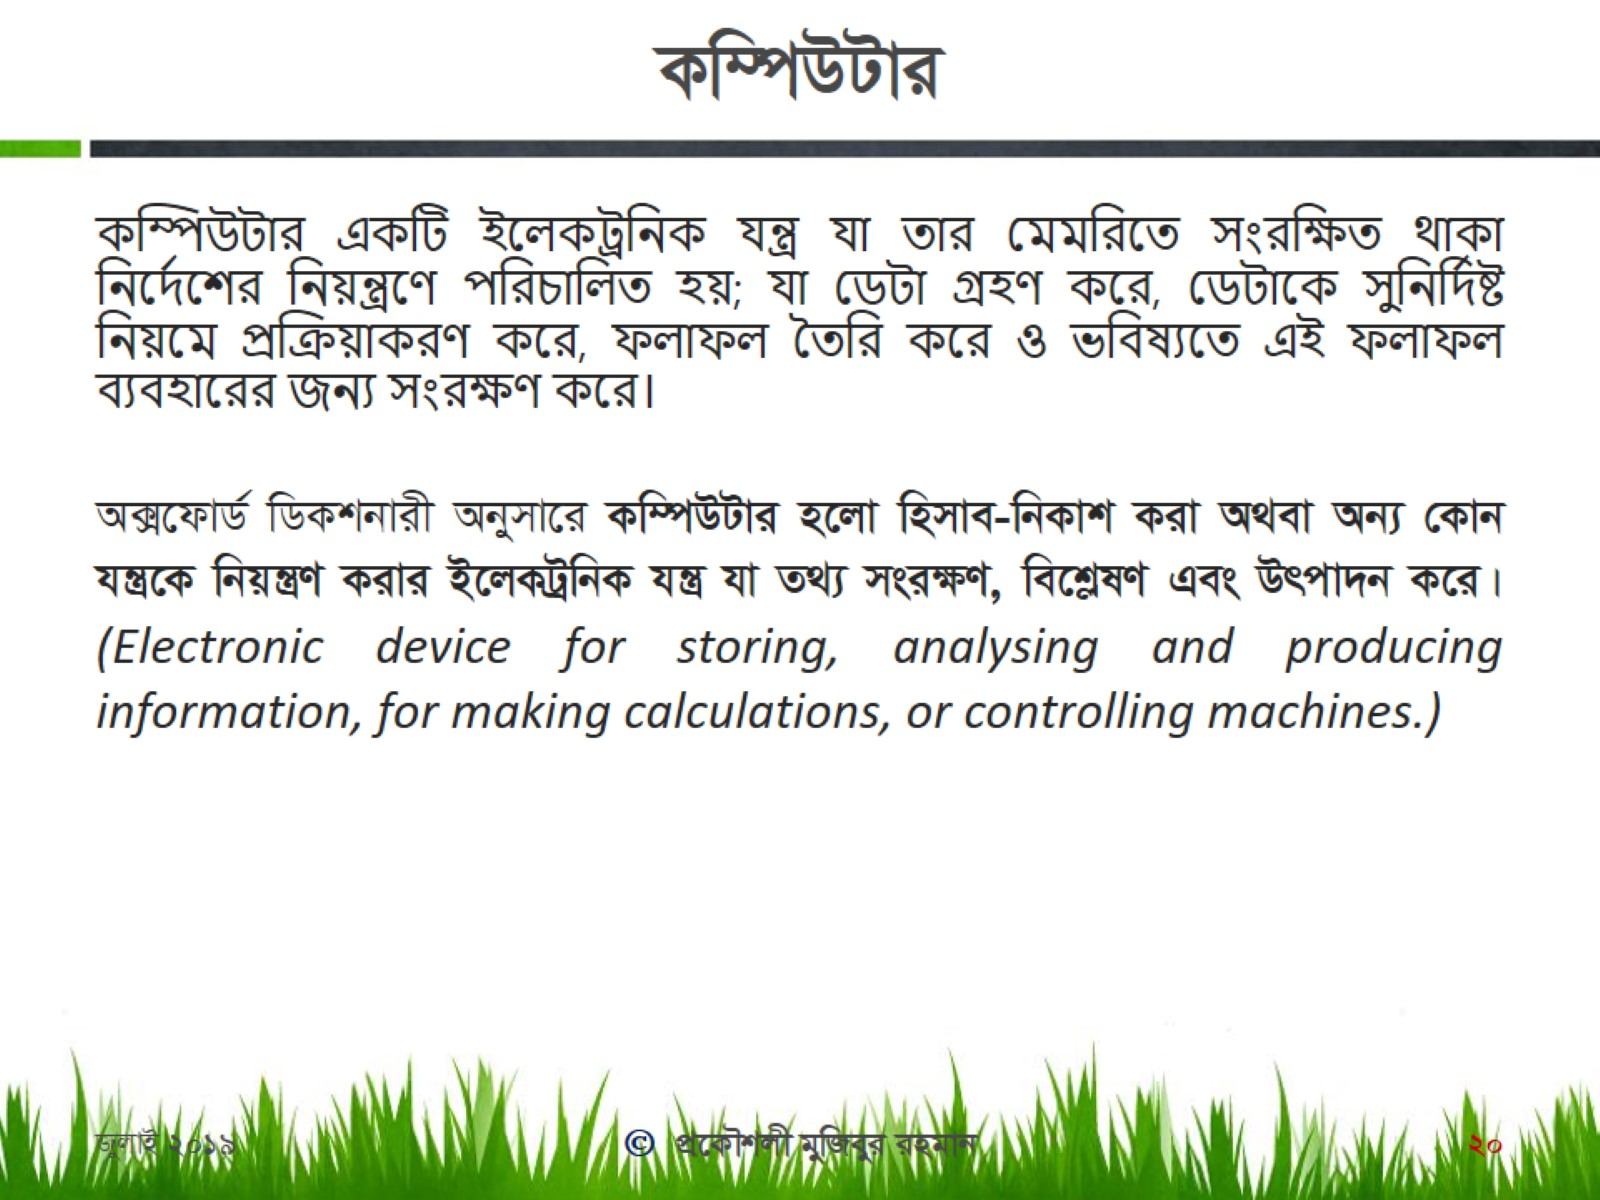 কম্পিউটার
কম্পিউটার একটি ইলেকট্রনিক যন্ত্র যা তার মেমরিতে সংরক্ষিত থাকা
নির্দেশের নিয়ন্ত্রণে পরিচালিত হয়; যা ডেটা গ্রহণ করে, ডেটাকে সুনির্দিষ্ট
নিয়মে প্রক্রিয়াকরণ করে, ফলাফল তৈরি করে ও ভবিষ্যতে এই ফলাফল
ব্যবহারের জন্য সংরক্ষণ করে।
অক্সফোর্ড ডিকশনারী অনুসারে কম্পিউটার হলো হিসাব-নিকাশ করা অথবা অন্য কোন
যন্ত্রকে নিয়ন্ত্রণ করার ইলেকট্রনিক যন্ত্র যা তথ্য সংরক্ষণ, বিশ্লেষণ এবং উৎপাদন করে।
(Electronic device for storing, analysing and producing
information, for making calculations, or controlling machines.)
জুলাই ২০১৯ © প্রকৌশলী মুজিবুর রহমান ২০